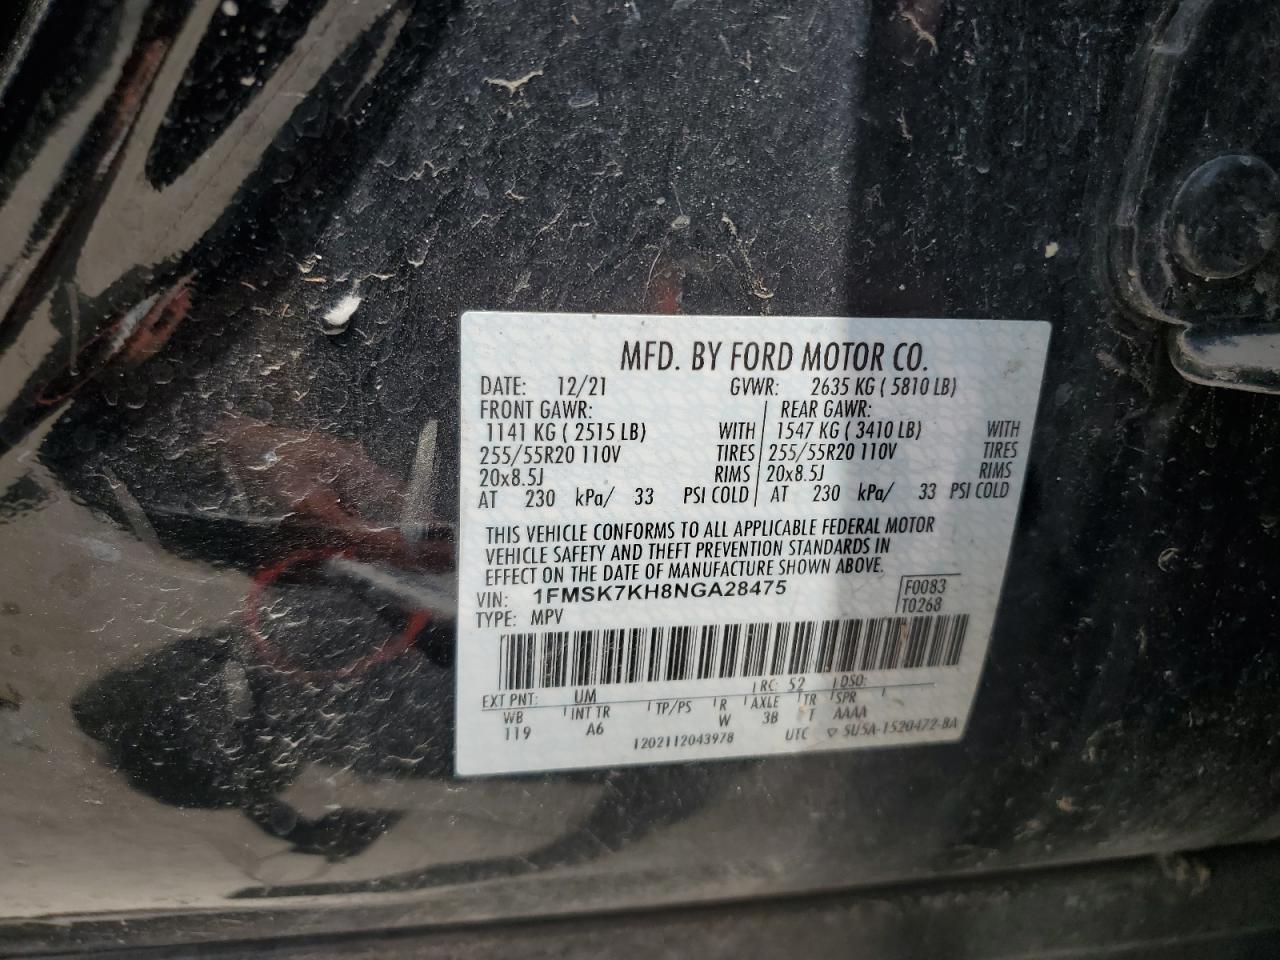 MFD. BY FORD MOTOR CO.
DATE: 12/21 GVWR: 2635 KG ( 5810 LB)
FRONT GAWR: REAR GAWR:
1141 KG ( 2515 LB) WITH 1547 KG ( 3410 LB) WITH
255/55R20 110V TIRES 255/55R20 110V TIRES
20x8.5J RIMS 20x8.5J RIMS
AT 230 kPa/ 33 PSI COLD AT 230 kPa/ 33 PSI COLD
THIS VEHICLE CONFORMS TO ALL APPLICABLE FEDERAL MOTOR
VEHICLE SAFETY AND THEFT PREVENTION STANDARDS IN
EFFECT ON THE DATE OF MANUFACTURE SHOWN ABOVE.
VIN: 1FMSK7KH8NGA28475 F0083
TYPE: MPV T0268
EXT PNT: UM RC: 52 DSO:
WB INT TR TP/PS R AXLE TR SPR
119 A6 W 3B T AAAA
1202112043978 UTC ▽ 5U5A-1520472-BA